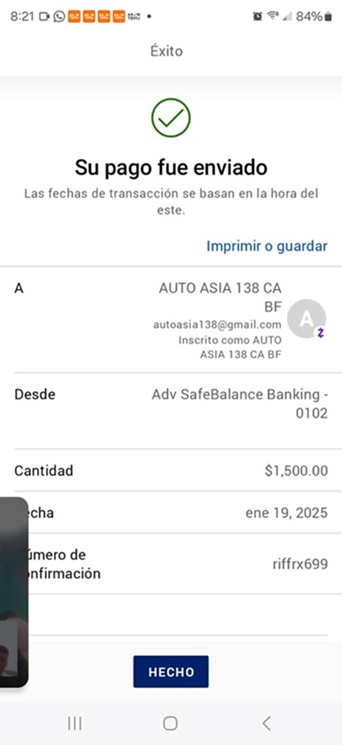 8:21
84%
Éxito
Su pago fue enviado
Las fechas de transacción se basan en la hora del
este.
Imprimir o guardar
A
AUTO ASIA 138 CA
BF
autoasia138@gmail.com
Inscrito como AUTO
ASIA 138 CA BF
A
Desde
Adv SafeBalance Banking -
0102
Cantidad
$1,500.00
echa
ene 19, 2025
úmero de
onfirmación
riffrx699
HECHO